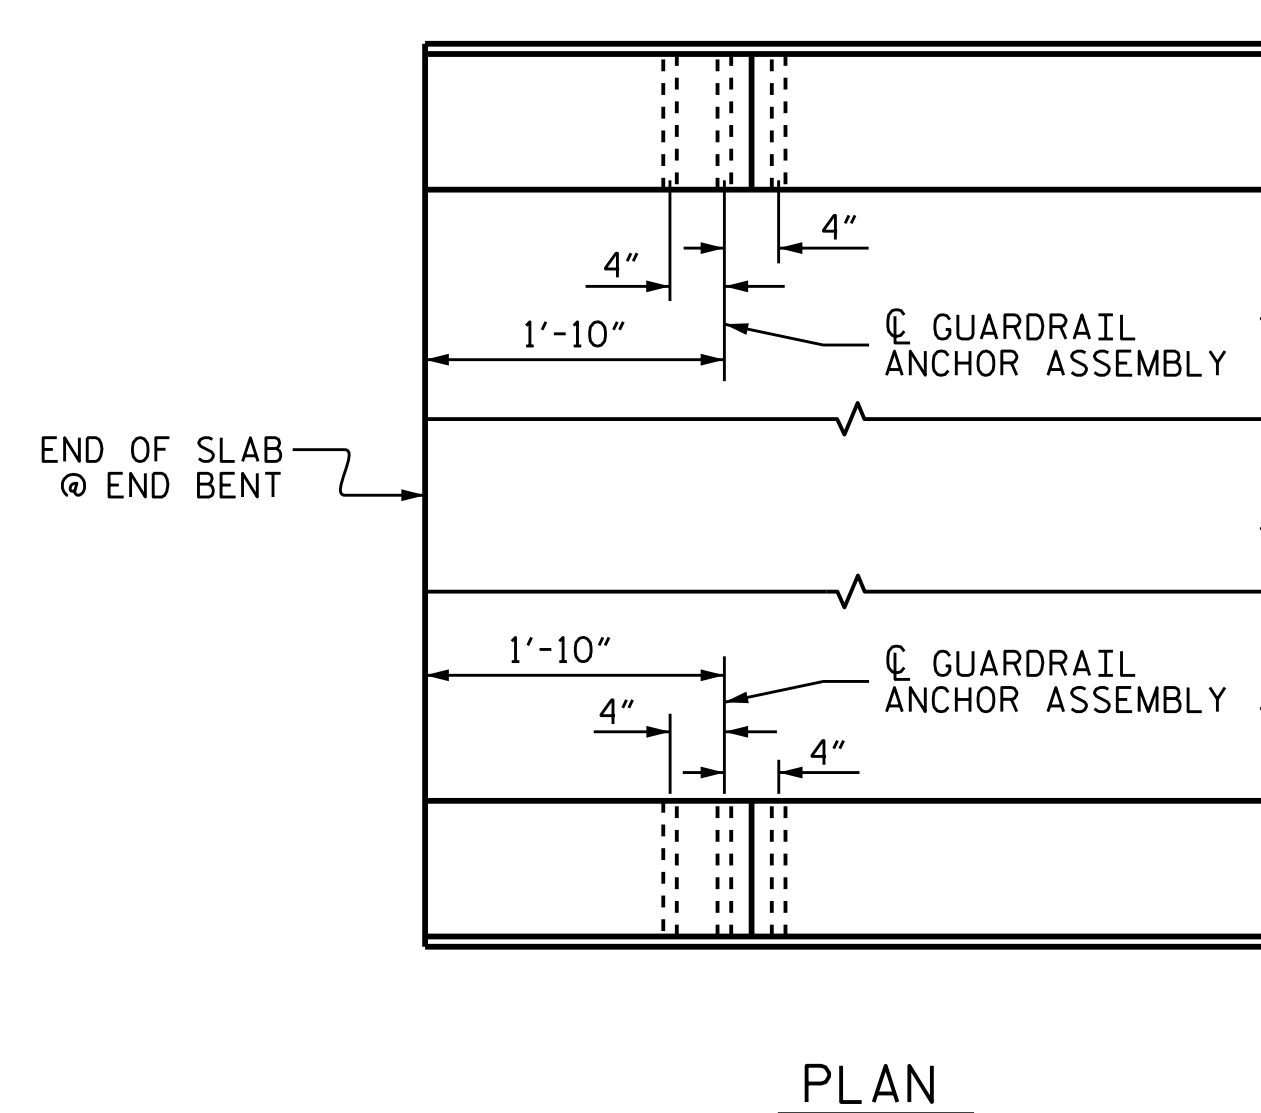 4"
4"
1'-10"
℄ GUARDRAIL
ANCHOR ASSEMBLY
END OF SLAB
@ END BENT
1'-10"
℄ GUARDRAIL
ANCHOR ASSEMBLY
4"
4"
PLAN